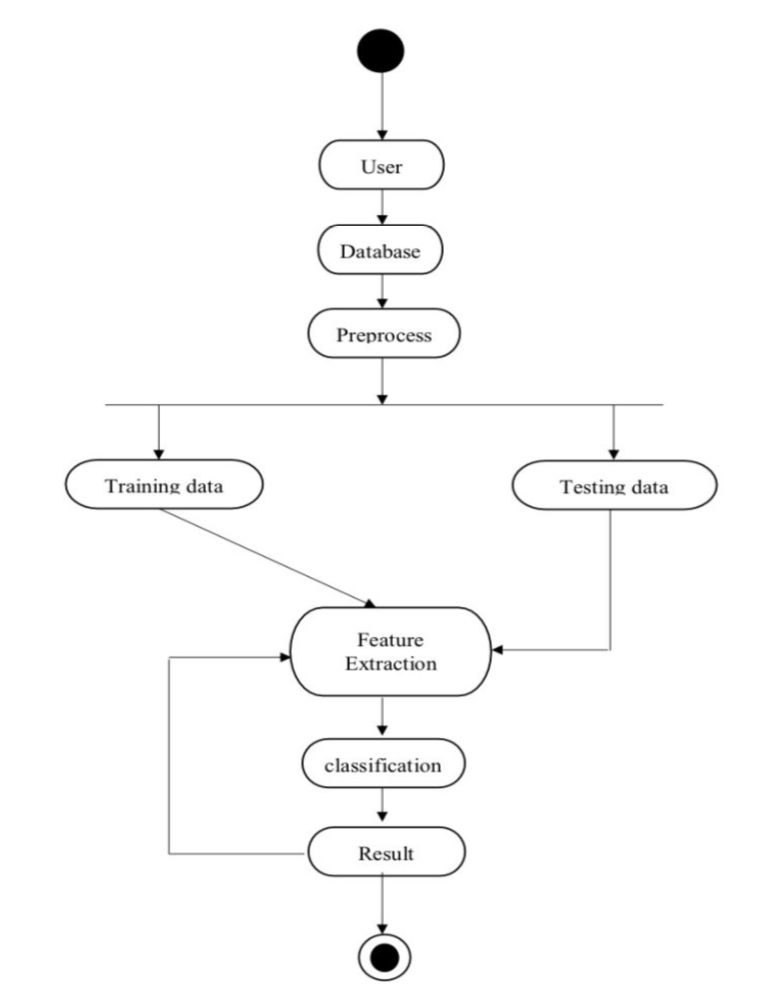 User
Database
Preprocess
Training data
Testing data
Feature
Extraction
classification
Result